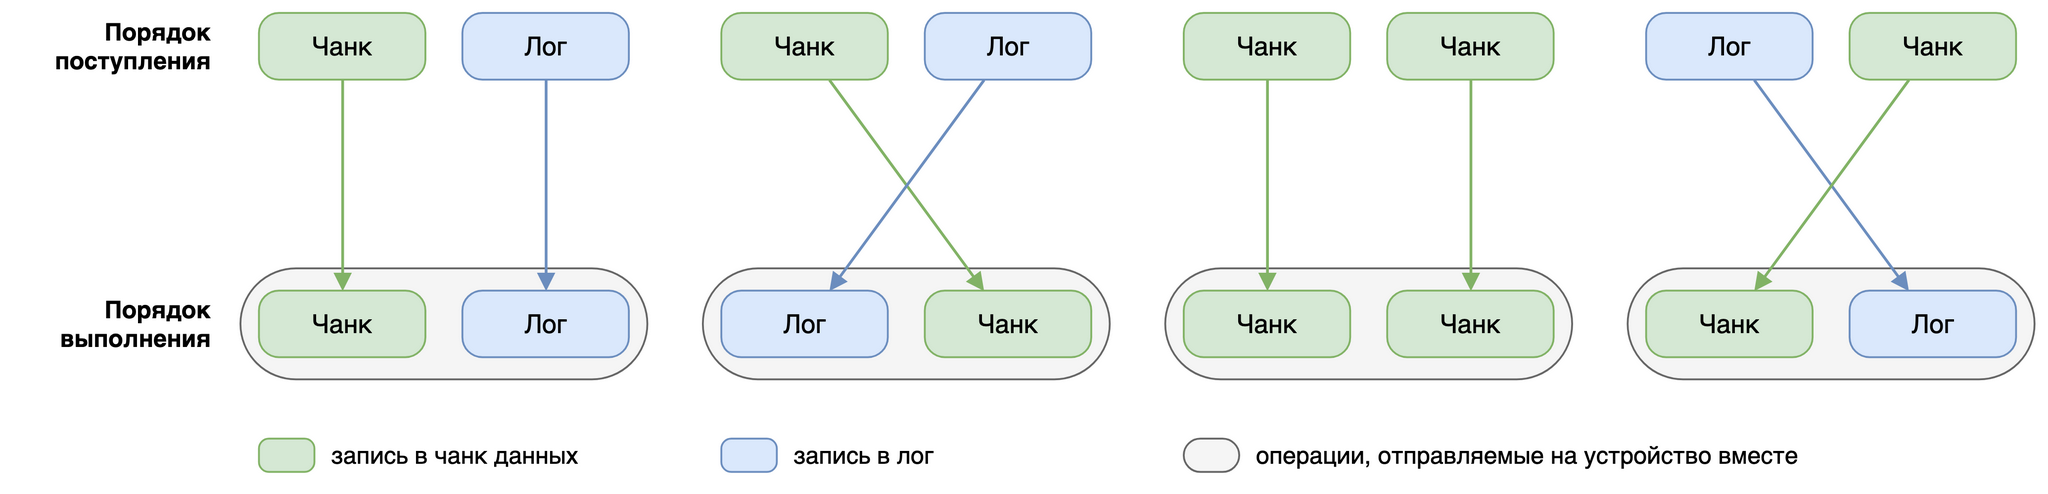 Порядок
поступления
Чанк Лог Чанк Лог Чанк Чанк Лог Чанк
Порядок
выполнения
Чанк Лог Лог Чанк Чанк Чанк Чанк Лог
запись в чанк данных
запись в лог
операции, отправляемые на устройство вместе